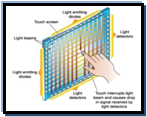 Light emitting
diodes
Touch screen
Light beams
Light
detectors
Light emitting
diodes
Light
detectors
Touch interrupts light
beam and causes drop
in signal received by
light detectors